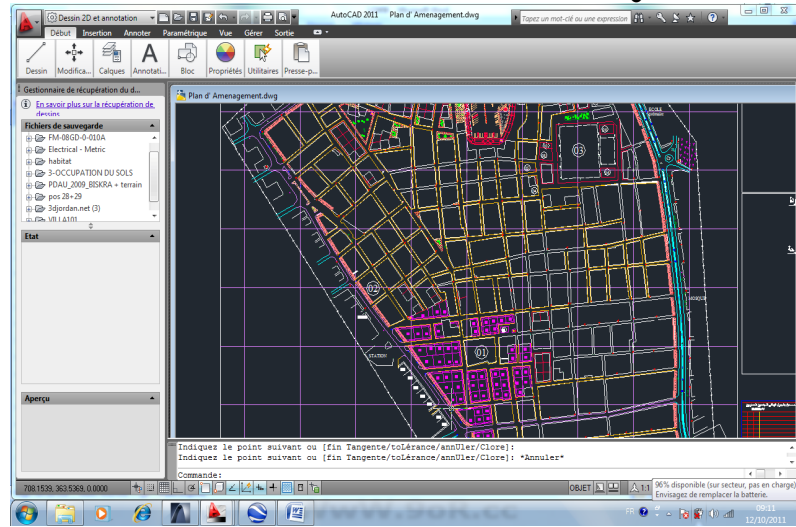 Dessin 2D et annotation
AutoCAD 2011 Plan d' Amenagement.dwg
Tapez un mot-clé ou une expression
Début Insertion Annoter Paramétrique Vue Gérer Sortie
Dessin Modifica... Calques Annotati... Bloc Propriétés Utilitaires Presse-p...
Gestionnaire de récupération du d...
En savoir plus sur la récupération de
dessins
Fichiers de sauvegarde
FM-08GD-0-010A
Electrical - Metric
habitat
3-OCCUPATION DU SOLS
PDAU_2009_BISKRA + terrain
pos 28+29
3djordan.net (3)
VILLA101
Etat
Aperçu
Plan d' Amenagement.dwg
ECOLE
03
02
MOSQUE
01
STATION
Indiquez le point suivant ou [fin Tangente/toLérance/annUler/Clore]:
Indiquez le point suivant ou [fin Tangente/toLérance/annUler/Clore]: *Annuler*
Commande:
708.1539, 363.5369, 0.0000
OBJET
1:1
96% disponible (sur secteur, pas en charge)
Envisagez de remplacer la batterie.
FR
09:11
12/10/2011